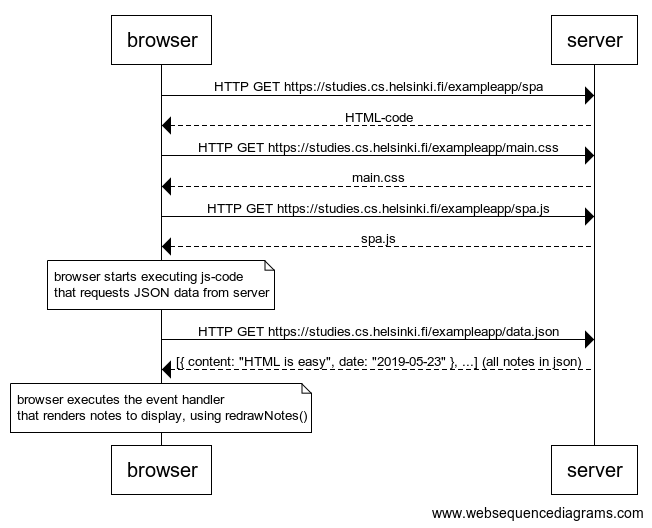 browser
server
HTTP GET https://studies.cs.helsinki.fi/exampleapp/spa
HTML-code
HTTP GET https://studies.cs.helsinki.fi/exampleapp/main.css
main.css
HTTP GET https://studies.cs.helsinki.fi/exampleapp/spa.js
spa.js
browser starts executing js-code
that requests JSON data from server
HTTP GET https://studies.cs.helsinki.fi/exampleapp/data.json
[{ content: "HTML is easy", date: "2019-05-23" }, ...] (all notes in json)
browser executes the event handler
that renders notes to display, using redrawNotes()
browser
server
www.websequencediagrams.com